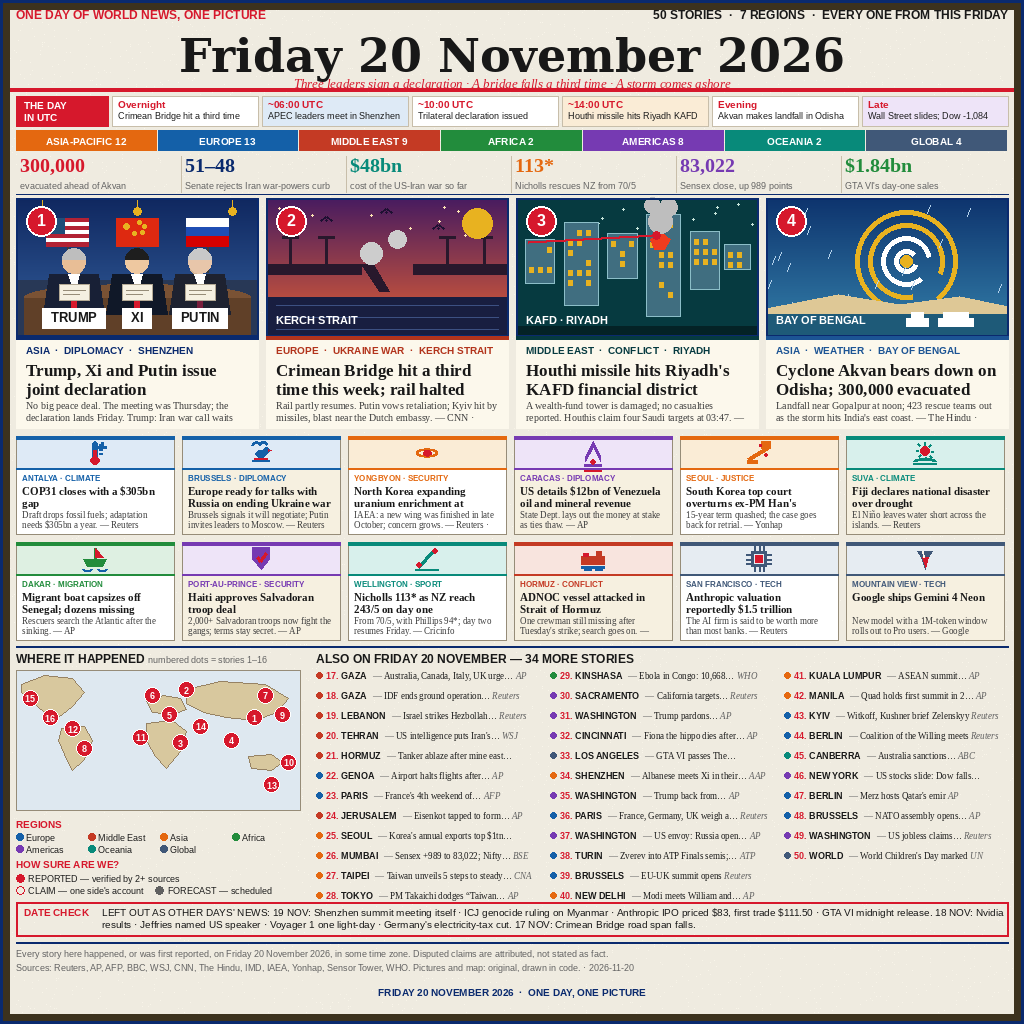 ONE DAY OF WORLD NEWS, ONE PICTURE
50 STORIES · 7 REGIONS · EVERY ONE FROM THIS FRIDAY
Friday 20 November 2026
Three leaders sign a declaration · A bridge falls a third time · A storm comes ashore
THE DAY
IN UTC
Overnight
Crimean Bridge hit a third time
~06:00 UTC
APEC leaders meet in Shenzhen
~10:00 UTC
Trilateral declaration issued
~14:00 UTC
Houthi missile hits Riyadh KAFD
Evening
Akvan makes landfall in Odisha
Late
Wall Street slides; Dow -1,084
ASIA-PACIFIC 12
EUROPE 13
MIDDLE EAST 9
AFRICA 2
AMERICAS 8
OCEANIA 2
GLOBAL 4
300,000
evacuated ahead of Akvan
51–48
Senate rejects Iran war-powers curb
$48bn
cost of the US-Iran war so far
113*
Nicholls rescues NZ from 70/5
83,022
Sensex close, up 989 points
$1.84bn
GTA VI's day-one sales
1
TRUMP
XI
PUTIN
ASIA · DIPLOMACY · SHENZHEN
Trump, Xi and Putin issue
joint declaration
No big peace deal. The meeting was Thursday; the
declaration lands Friday. Trump: Iran war call waits
2
KERCH STRAIT
EUROPE · UKRAINE WAR · KERCH STRAIT
Crimean Bridge hit a third
time this week; rail halted
Rail partly resumes. Putin vows retaliation; Kyiv hit by
missiles, blast near the Dutch embassy. — CNN ·
3
KAFD · RIYADH
MIDDLE EAST · CONFLICT · RIYADH
Houthi missile hits Riyadh's
KAFD financial district
A wealth-fund tower is damaged; no casualties
reported. Houthis claim four Saudi targets at 03:47. —
4
BAY OF BENGAL
ASIA · WEATHER · BAY OF BENGAL
Cyclone Akvan bears down on
Odisha; 300,000 evacuated
Landfall near Gopalpur at noon; 423 rescue teams out
as the storm hits India's east coast. — The Hindu ·
ANTALYA · CLIMATE
COP31 closes with a $305bn
gap
Draft drops fossil fuels; adaptation
needs $305bn a year. — Reuters
BRUSSELS · DIPLOMACY
Europe ready for talks with
Russia on ending Ukraine war
Brussels signals it will negotiate; Putin
invites leaders to Moscow. — Reuters
YONGBYON · SECURITY
North Korea expanding
uranium enrichment at
IAEA: a new wing was finished in late
October; concern grows. — Reuters ·
CARACAS · DIPLOMACY
US details $12bn of Venezuela
oil and mineral revenue
State Dept. lays out the money at stake
as ties thaw. — AP
SEOUL · JUSTICE
South Korea top court
overturns ex-PM Han's
15-year term quashed; the case goes
back for retrial. — Yonhap
SUVA · CLIMATE
Fiji declares national disaster
over drought
El Niño leaves water short across the
islands. — Reuters
DAKAR · MIGRATION
Migrant boat capsizes off
Senegal; dozens missing
Rescuers search the Atlantic after the
sinking. — AP
PORT-AU-PRINCE · SECURITY
Haiti approves Salvadoran
troop deal
2,000+ Salvadoran troops now fight the
gangs; terms stay secret. — AP
WELLINGTON · SPORT
Nicholls 113* as NZ reach
243/5 on day one
From 70/5, with Phillips 94*; day two
resumes Friday. — Cricinfo
HORMUZ · CONFLICT
ADNOC vessel attacked in
Strait of Hormuz
One crewman still missing after
Tuesday's strike; search goes on. —
SAN FRANCISCO · TECH
Anthropic valuation
reportedly $1.5 trillion
The AI firm is said to be worth more
than most banks. — Reuters
MOUNTAIN VIEW · TECH
Google ships Gemini 4 Neon
New model with a 1M-token window
rolls out to Pro users. — Google
WHERE IT HAPPENED numbered dots = stories 1–16
15
16
12
8
6
2
5
11
3
14
4
7
1
9
10
13
REGIONS
Europe
Middle East
Asia
Africa
Americas
Oceania
Global
HOW SURE ARE WE?
REPORTED — verified by 2+ sources
CLAIM — one side's account
FORECAST — scheduled
ALSO ON FRIDAY 20 NOVEMBER — 34 MORE STORIES
17. GAZA — Australia, Canada, Italy, UK urge… AP
18. GAZA — IDF ends ground operation… Reuters
19. LEBANON — Israel strikes Hezbollah… Reuters
20. TEHRAN — US intelligence puts Iran's… WSJ
21. HORMUZ — Tanker ablaze after mine east…
22. GENOA — Airport halts flights after… AP
23. PARIS — France's 4th weekend of… AFP
24. JERUSALEM — Eisenkot tapped to form… AP
25. SEOUL — Korea's annual exports top $1tn…
26. MUMBAI — Sensex +989 to 83,022; Nifty… BSE
27. TAIPEI — Taiwan unveils 5 steps to steady… CNA
28. TOKYO — PM Takaichi dodges “Taiwan… AP
29. KINSHASA — Ebola in Congo: 10,668… WHO
30. SACRAMENTO — California targets… Reuters
31. WASHINGTON — Trump pardons… AP
32. CINCINNATI — Fiona the hippo dies after… AP
33. LOS ANGELES — GTA VI passes The…
34. SHENZHEN — Albanese meets Xi in their… AAP
35. WASHINGTON — Trump back from… AP
36. PARIS — France, Germany, UK weigh a… Reuters
37. WASHINGTON — US envoy: Russia open… AP
38. TURIN — Zverev into ATP Finals semis;… ATP
39. BRUSSELS — EU-UK summit opens Reuters
40. NEW DELHI — Modi meets William and… AP
41. KUALA LUMPUR — ASEAN summit… AP
42. MANILA — Quad holds first summit in 2… AP
43. KYIV — Witkoff, Kushner brief Zelenskyy Reuters
44. BERLIN — Coalition of the Willing meets Reuters
45. CANBERRA — Australia sanctions… ABC
46. NEW YORK — US stocks slide: Dow falls…
47. BERLIN — Merz hosts Qatar's emir AP
48. BRUSSELS — NATO assembly opens… AP
49. WASHINGTON — US jobless claims… Reuters
50. WORLD — World Children's Day marked UN
DATE CHECK
LEFT OUT AS OTHER DAYS' NEWS: 19 NOV: Shenzhen summit meeting itself · ICJ genocide ruling on Myanmar · Anthropic IPO priced $83, first trade $111.50 · GTA VI midnight release. 18 NOV: Nvidia
results · Jeffries named US speaker · Voyager 1 one light-day · Germany's electricity-tax cut. 17 NOV: Crimean Bridge road span falls.
Every story here happened, or was first reported, on Friday 20 November 2026, in some time zone. Disputed claims are attributed, not stated as fact.
Sources: Reuters, AP, AFP, BBC, WSJ, CNN, The Hindu, IMD, IAEA, Yonhap, Sensor Tower, WHO. Pictures and map: original, drawn in code. · 2026-11-20
FRIDAY 20 NOVEMBER 2026 · ONE DAY, ONE PICTURE